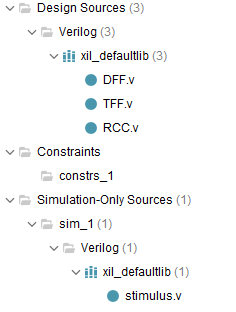 Design Sources (3)
Verilog (3)
xil_defaultlib (3)
DFF.v
TFF.v
RCC.v
Constraints
constrs_1
Simulation-Only Sources (1)
sim_1 (1)
Verilog (1)
xil_defaultlib (1)
stimulus.v